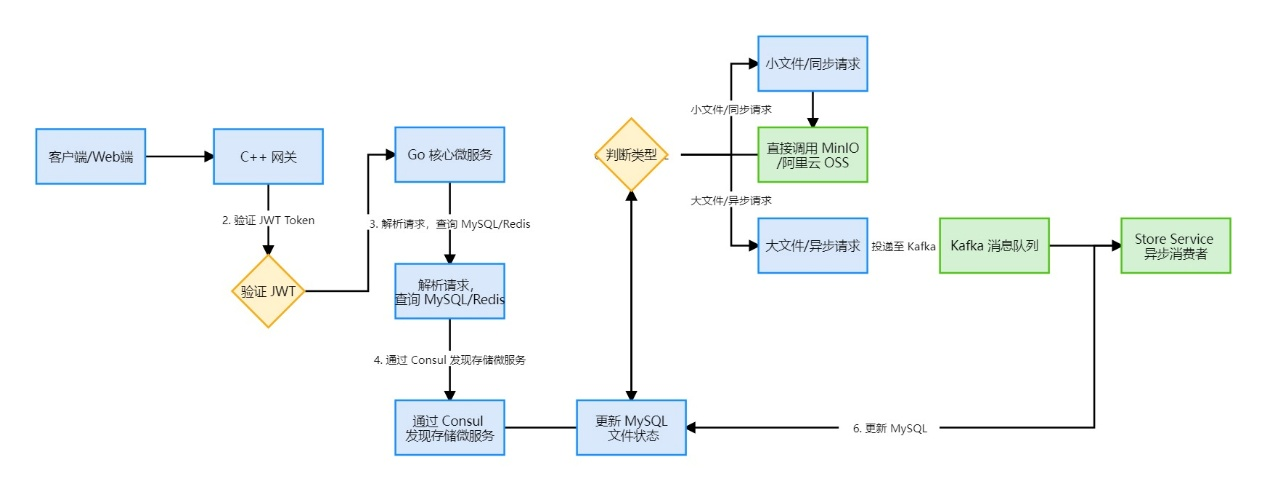 客户端/Web端
C++ 网关
2. 验证 JWT Token
验证 JWT
Go 核心微服务
3. 解析请求，查询 MySQL/Redis
解析请求，
查询 MySQL/Redis
4. 通过 Consul 发现存储微服务
通过 Consul
发现存储微服务
更新 MySQL
文件状态
判断类型
小文件/同步请求
小文件/同步请求
直接调用 MinIO
/阿里云 OSS
大文件/异步请求
大文件/异步请求
投递至 Kafka
Kafka 消息队列
Store Service
异步消费者
6. 更新 MySQL